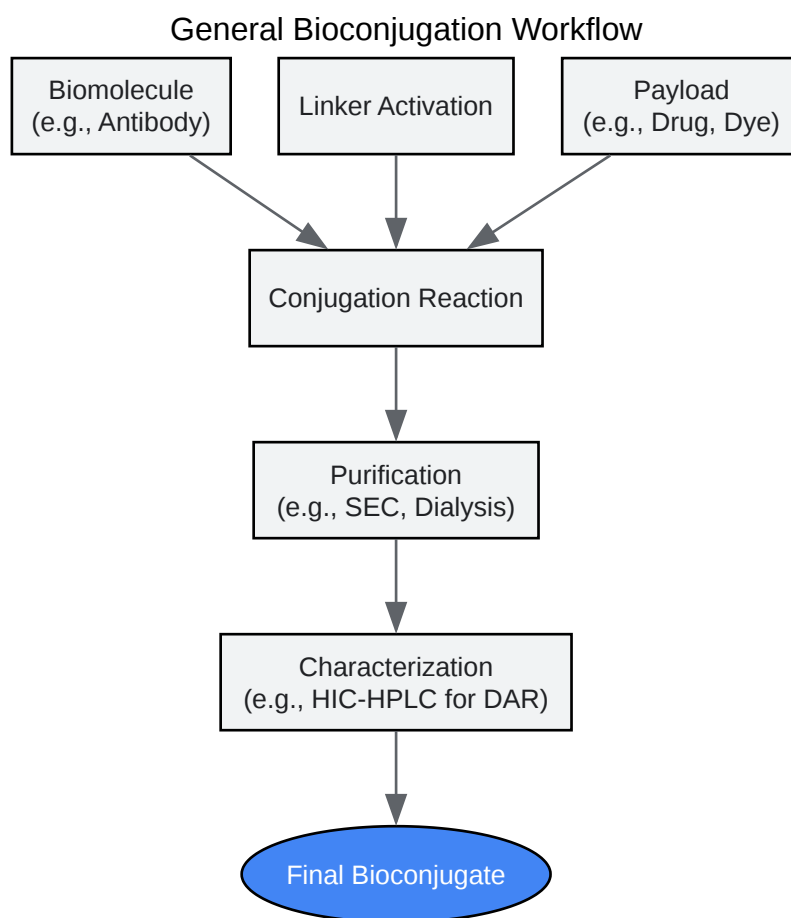 General Bioconjugation Workflow
Biomolecule
(e.g., Antibody)
Linker Activation
Payload
(e.g., Drug, Dye)
Conjugation Reaction
Purification
(e.g., SEC, Dialysis)
Characterization
(e.g., HIC-HPLC for DAR)
Final Bioconjugate